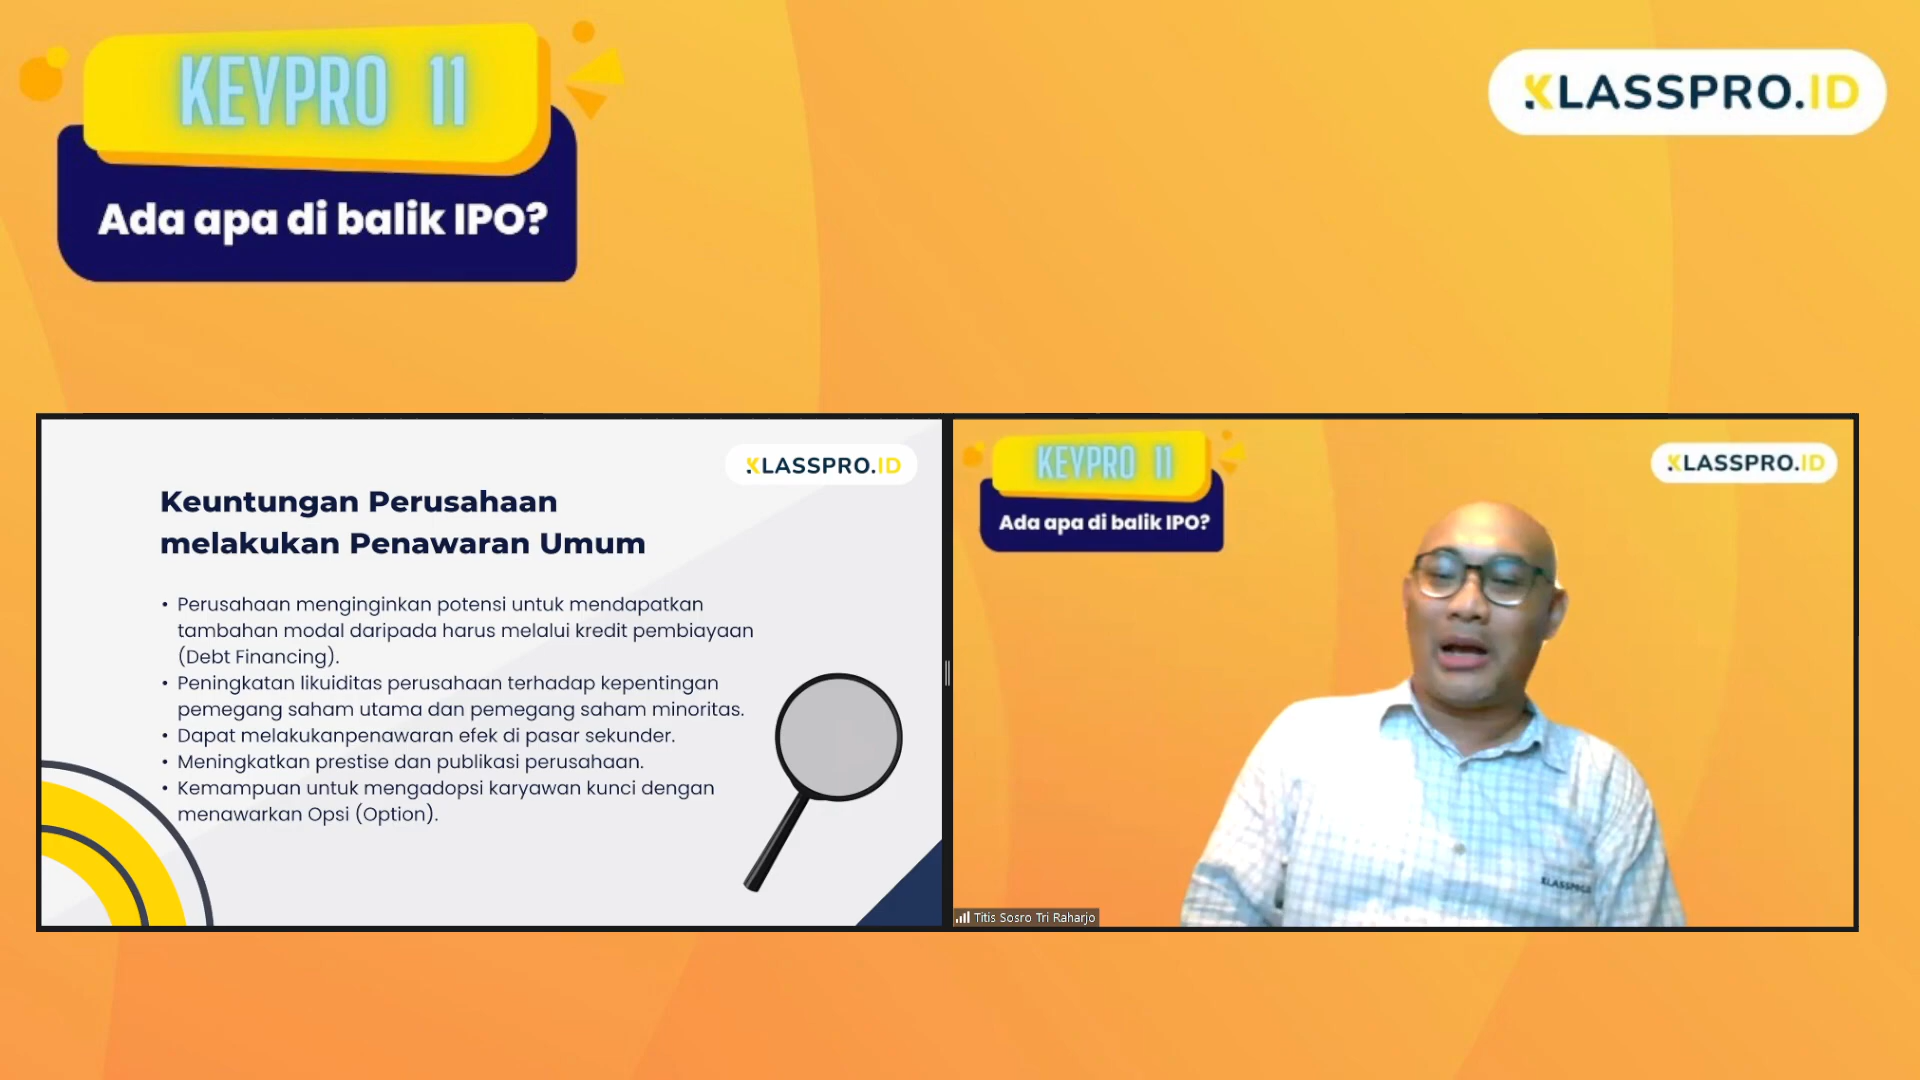 KEYPRO 11
KLASSPRO.ID
Ada apa di balik IPO?
KLASSPRO.ID
Keuntungan Perusahaan
melakukan Penawaran Umum
• Perusahaan menginginkan potensi untuk mendapatkan
tambahan modal daripada harus melalui kredit pembiayaan
(Debt Financing).
• Peningkatan likuiditas perusahaan terhadap kepentingan
pemegang saham utama dan pemegang saham minoritas.
• Dapat melakukanpenawaran efek di pasar sekunder.
• Meningkatkan prestise dan publikasi perusahaan.
• Kemampuan untuk mengadopsi karyawan kunci dengan
menawarkan Opsi (Option).
KEYPRO 11
KLASSPRO.ID
Ada apa di balik IPO?
KLASSPRO
Titis Sosro Tri Raharjo